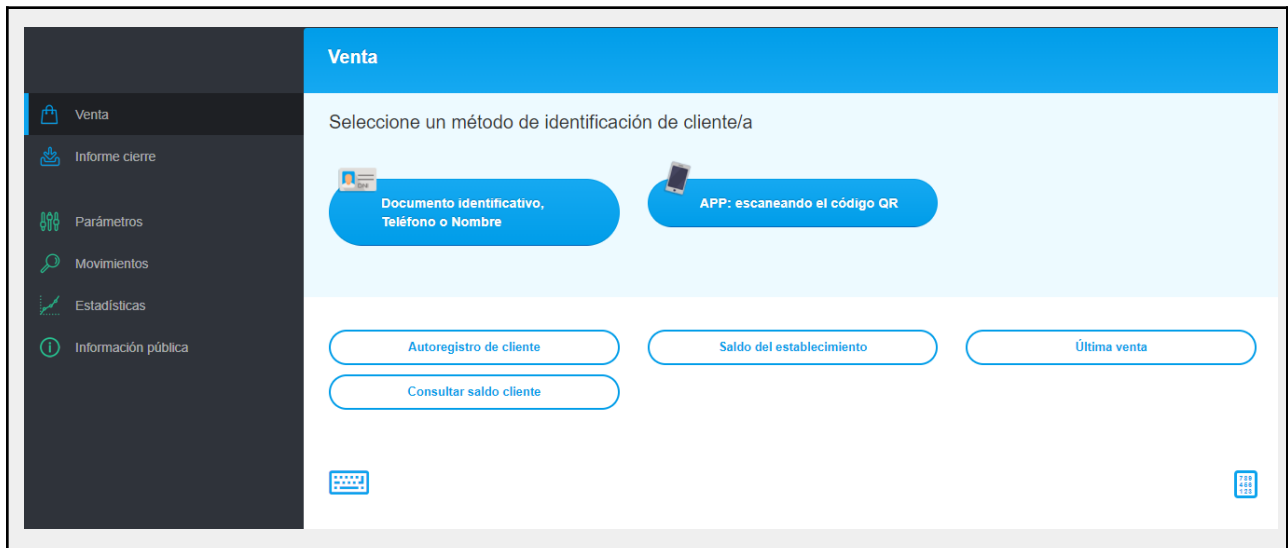 Venta
Venta
Informe cierre
Parámetros
Movimientos
Estadísticas
Información pública
Seleccione un método de identificación de cliente/a
Documento identificativo,
Teléfono o Nombre
APP: escaneando el código QR
Autoregistro de cliente
Saldo del establecimiento
Última venta
Consultar saldo cliente